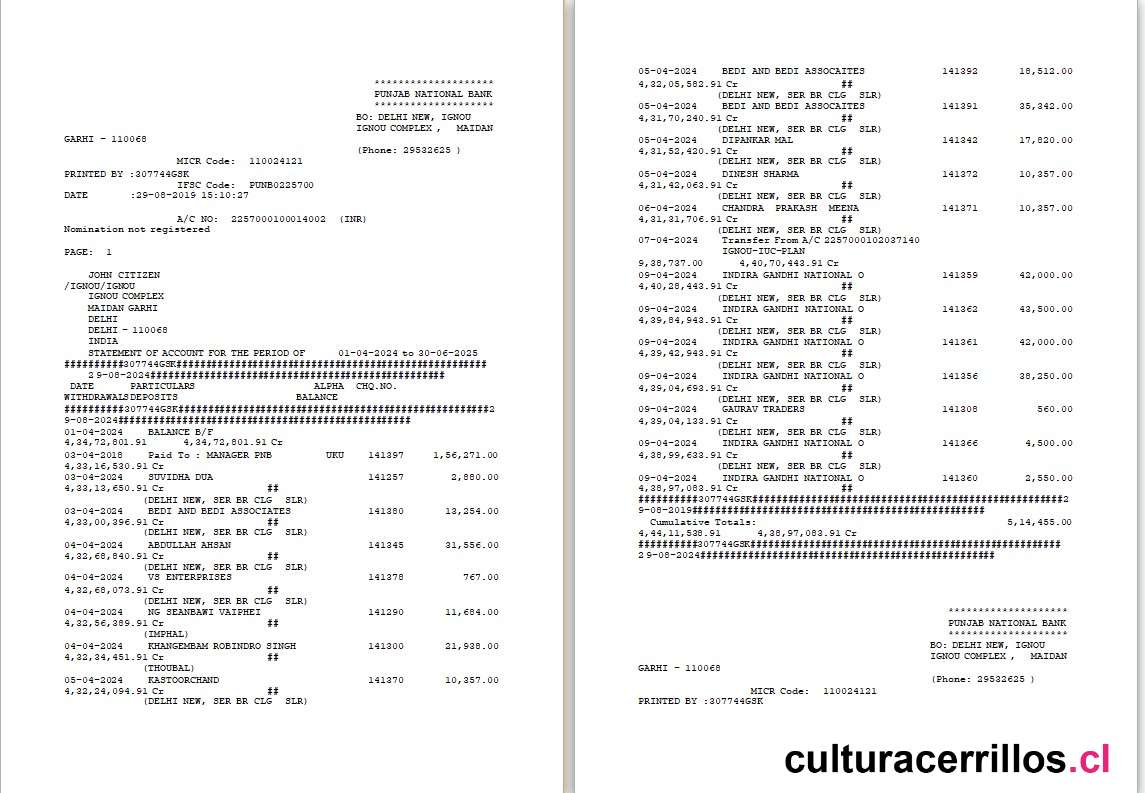 ********************
PUNJAB NATIONAL BANK
********************
BO: DELHI NEW, IGNOU
IGNOU COMPLEX , MAIDAN
GARHI - 110068
(Phone: 29532625 )
MICR Code: 110024121
PRINTED BY :307744GSK
IFSC Code: PUNB0225700
DATE :29-08-2019 15:10:27
A/C NO: 2257000100014002 (INR)
Nomination not registered
PAGE: 1
JOHN CITIZEN
/IGNOU/IGNOU
IGNOU COMPLEX
MAIDAN GARHI
DELHI
DELHI - 110068
INDIA
STATEMENT OF ACCOUNT FOR THE PERIOD OF 01-04-2024 to 30-06-2025
##########307744GSK####################################################
29-08-2024##################################################
DATE PARTICULARS ALPHA CHQ.NO.
WITHDRAWALS DEPOSITS BALANCE
##########307744GSK####################################################2
9-08-2024##################################################
01-04-2024 BALANCE B/F
4,34,72,801.91 4,34,72,801.91 Cr
03-04-2018 Paid To : MANAGER PNB UKU 141397 1,56,271.00
4,33,16,530.91 Cr
03-04-2024 SUVIDHA DUA 141257 2,880.00
4,33,13,650.91 Cr ##
(DELHI NEW, SER BR CLG SLR)
03-04-2024 BEDI AND BEDI ASSOCIATES 141380 13,254.00
4,33,00,396.91 Cr ##
(DELHI NEW, SER BR CLG SLR)
04-04-2024 ABDULLAH AHSAN 141345 31,556.00
4,32,68,840.91 Cr ##
(DELHI NEW, SER BR CLG SLR)
04-04-2024 VS ENTERPRISES 141378 767.00
4,32,68,073.91 Cr ##
(DELHI NEW, SER BR CLG SLR)
04-04-2024 NG SEANBAWI VAIPHEI 141290 11,684.00
4,32,56,389.91 Cr ##
(IMPHAL)
04-04-2024 KHANGEMBAM ROBINDRO SINGH 141300 21,938.00
4,32,34,451.91 Cr ##
(THOUBAL)
05-04-2024 KASTOORCHAND 141370 10,357.00
4,32,24,094.91 Cr ##
(DELHI NEW, SER BR CLG SLR)
05-04-2024 BEDI AND BEDI ASSOCAITES 141392 18,512.00
4,32,05,582.91 Cr ##
(DELHI NEW, SER BR CLG SLR)
05-04-2024 BEDI AND BEDI ASSOCAITES 141391 35,342.00
4,31,70,240.91 Cr ##
(DELHI NEW, SER BR CLG SLR)
05-04-2024 DIPANKAR MAL 141342 17,820.00
4,31,52,420.91 Cr ##
(DELHI NEW, SER BR CLG SLR)
05-04-2024 DINESH SHARMA 141372 10,357.00
4,31,42,063.91 Cr ##
(DELHI NEW, SER BR CLG SLR)
06-04-2024 CHANDRA PRAKASH MEENA 141371 10,357.00
4,31,31,706.91 Cr ##
(DELHI NEW, SER BR CLG SLR)
07-04-2024 Transfer From A/C 2257000102037140
IGNOU-IUC-PLAN
9,38,737.00 4,40,70,443.91 Cr
09-04-2024 INDIRA GANDHI NATIONAL O 141359 42,000.00
4,40,28,443.91 Cr ##
(DELHI NEW, SER BR CLG SLR)
09-04-2024 INDIRA GANDHI NATIONAL O 141362 43,500.00
4,39,84,943.91 Cr ##
(DELHI NEW, SER BR CLG SLR)
09-04-2024 INDIRA GANDHI NATIONAL O 141361 42,000.00
4,39,42,943.91 Cr ##
(DELHI NEW, SER BR CLG SLR)
09-04-2024 INDIRA GANDHI NATIONAL O 141356 38,250.00
4,39,04,693.91 Cr ##
(DELHI NEW, SER BR CLG SLR)
09-04-2024 GAURAV TRADERS 141308 560.00
4,39,04,133.91 Cr ##
(DELHI NEW, SER BR CLG SLR)
09-04-2024 INDIRA GANDHI NATIONAL O 141366 4,500.00
4,38,99,633.91 Cr ##
(DELHI NEW, SER BR CLG SLR)
09-04-2024 INDIRA GANDHI NATIONAL O 141360 2,550.00
4,38,97,083.91 Cr ##
##########307744GSK####################################################2
9-08-2019##################################################
Cumulative Totals: 5,14,455.00
4,44,11,538.91 4,38,97,083.91 Cr
##########307744GSK####################################################
29-08-2024##################################################
********************
PUNJAB NATIONAL BANK
********************
BO: DELHI NEW, IGNOU
IGNOU COMPLEX , MAIDAN
GARHI - 110068
(Phone: 29532625 )
MICR Code: 110024121
PRINTED BY :307744GSK
culturacerrillos.cl